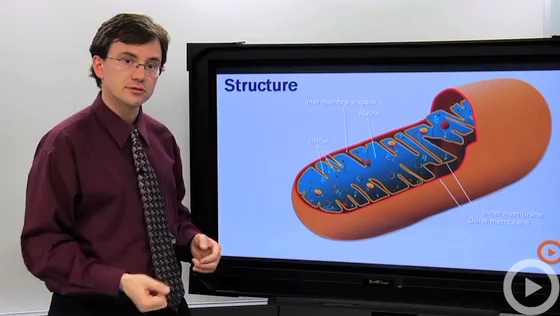 Structure
Inner membrane space
Matrix
cristae
Inner membrane
Outer membrane